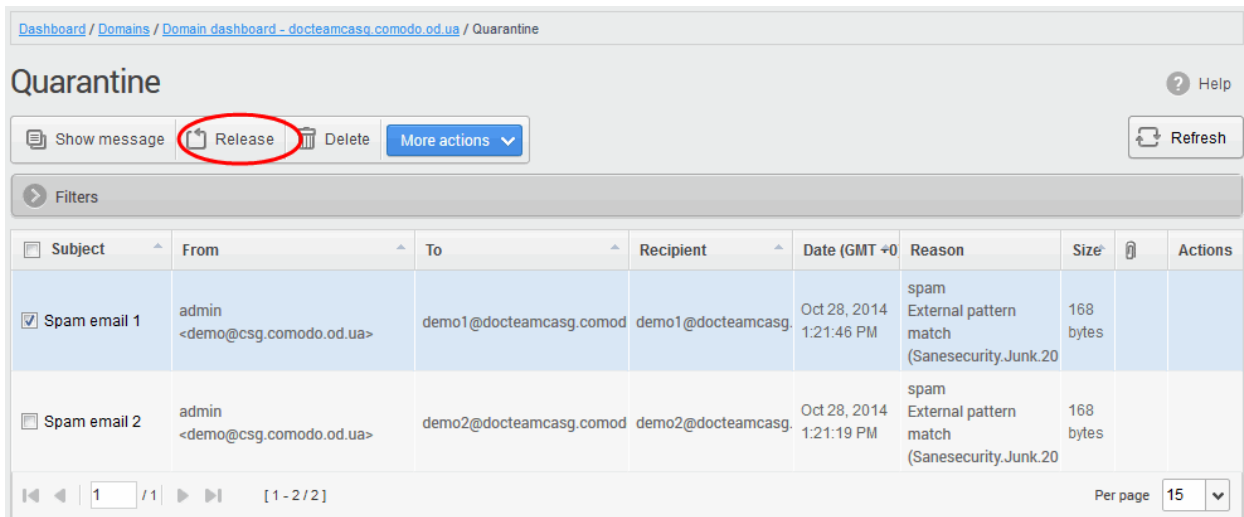 Dashboard / Domains / Domain dashboard - docteamcasg.comodo.od.ua / Quarantine
Quarantine
Help
Show message Release Delete More actions Refresh
Filters
Subject From To Recipient Date (GMT +0 Reason Size Actions
Spam email 1
admin
<demo@csg.comodo.od.ua>
demo1@docteamcasg.comod
demo1@docteamcasg.
Oct 28, 2014
1:21:46 PM
spam
External pattern
match
(Sanesecurity.Junk.20
168
bytes
Spam email 2
admin
<demo@csg.comodo.od.ua>
demo2@docteamcasg.comod
demo2@docteamcasg.
Oct 28, 2014
1:21:19 PM
spam
External pattern
match
(Sanesecurity.Junk.20
168
bytes
1 / 1 [ 1 - 2 / 2 ] Per page 15